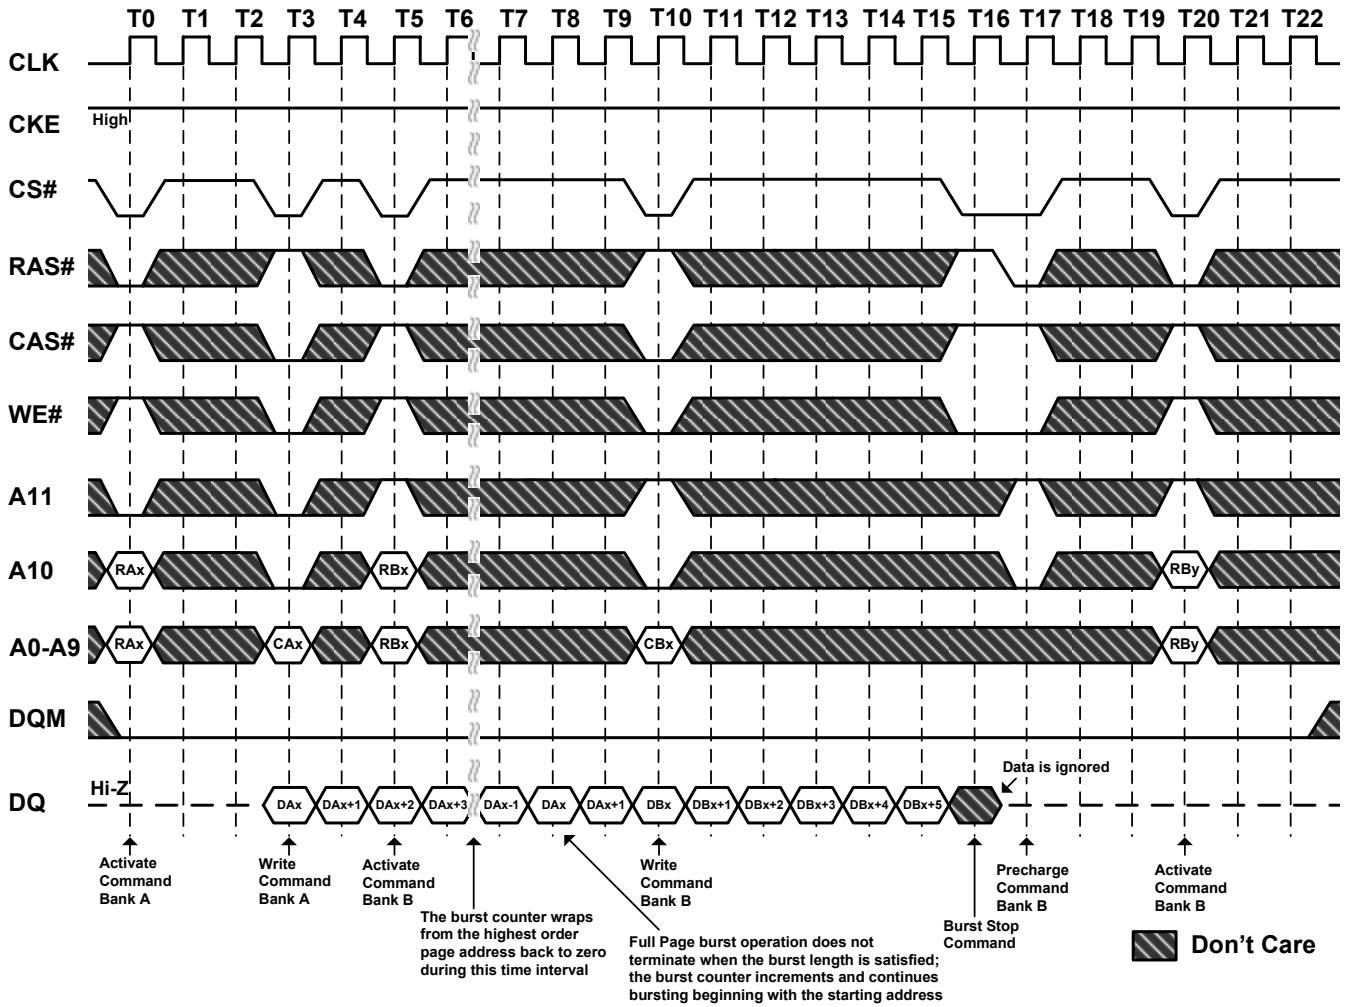 T0 T1 T2 T3 T4 T5 T6 T7 T8 T9 T10 T11 T12 T13 T14 T15 T16 T17 T18 T19 T20 T21 T22
CLK
CKE High
CS#
RAS#
CAS#
WE#
A11
A10 RAx RBx RBy
A0-A9 RAx CAx RBx CBx RBy
DQM
Data is ignored
DQ Hi-Z DAx DAx+1 DAx+2 DAx+3 DAx-1 DAx DAx+1 DBx DBx+1 DBx+2 DBx+3 DBx+4 DBx+5
Activate
Command
Bank A
Write
Command
Bank A
Activate
Command
Bank B
The burst counter wraps
from the highest order
page address back to zero
during this time interval
Write
Command
Bank B
Full Page burst operation does not
terminate when the burst length is satisfied;
the burst counter increments and continues
bursting beginning with the starting address
Burst Stop
Command
Precharge
Command
Bank B
Activate
Command
Bank B
Don't Care